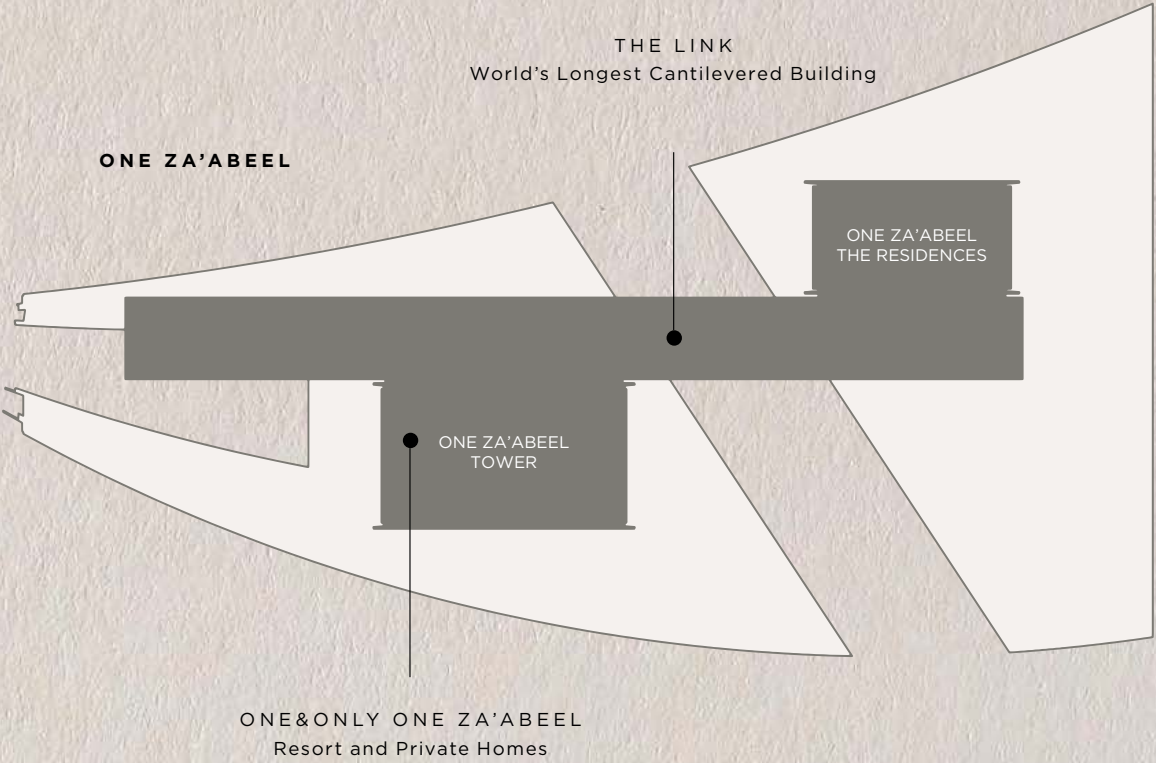 THE LINK
World's Longest Cantilevered Building
ONE ZA'ABEEL
ONE ZA'ABEEL
THE RESIDENCES
ONE ZA'ABEEL
TOWER
ONE&ONLY ONE ZA'ABEEL
Resort and Private Homes